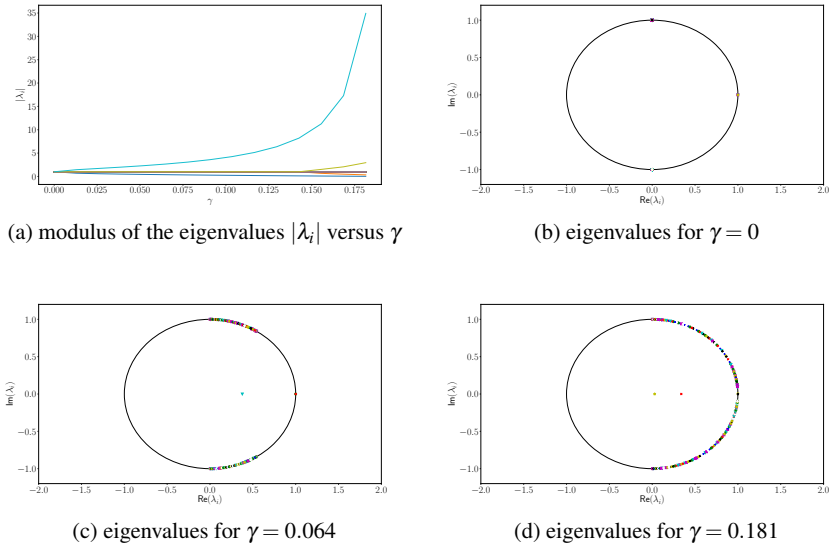 35
30
25
20
15
10
5
0
|λᵢ|
0.000 0.025 0.050 0.075 0.100 0.125 0.150 0.175
γ
(a) modulus of the eigenvalues |λᵢ| versus γ
1.0
0.5
0.0
−0.5
−1.0
Im(λᵢ)
−2.0 −1.5 −1.0 −0.5 0.0 0.5 1.0 1.5 2.0
Re(λᵢ)
(b) eigenvalues for γ = 0
1.0
0.5
0.0
−0.5
−1.0
Im(λᵢ)
−2.0 −1.5 −1.0 −0.5 0.0 0.5 1.0 1.5 2.0
Re(λᵢ)
(c) eigenvalues for γ = 0.064
1.0
0.5
0.0
−0.5
−1.0
Im(λᵢ)
−2.0 −1.5 −1.0 −0.5 0.0 0.5 1.0 1.5 2.0
Re(λᵢ)
(d) eigenvalues for γ = 0.181